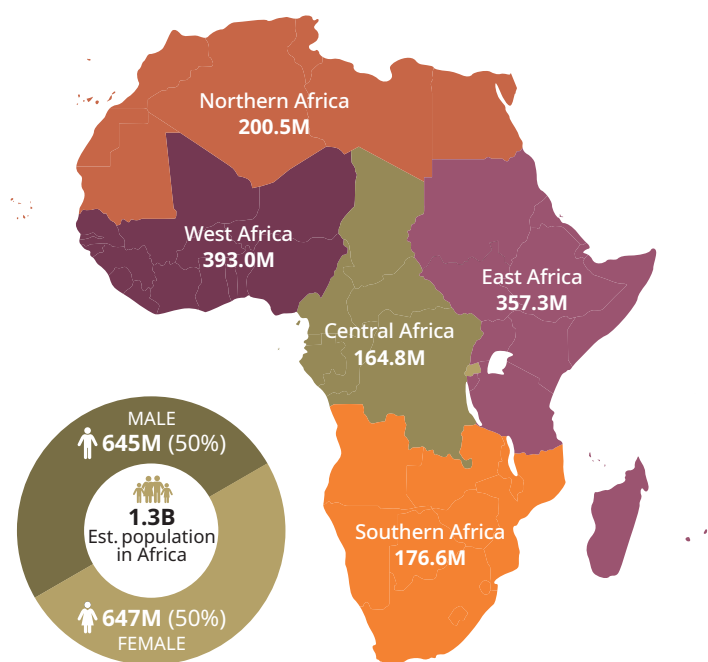 Northern Africa
200.5M
West Africa
393.0M
East Africa
357.3M
Central Africa
164.8M
Southern Africa
176.6M
MALE
645M (50%)
1.3B
Est. population
in Africa
647M (50%)
FEMALE